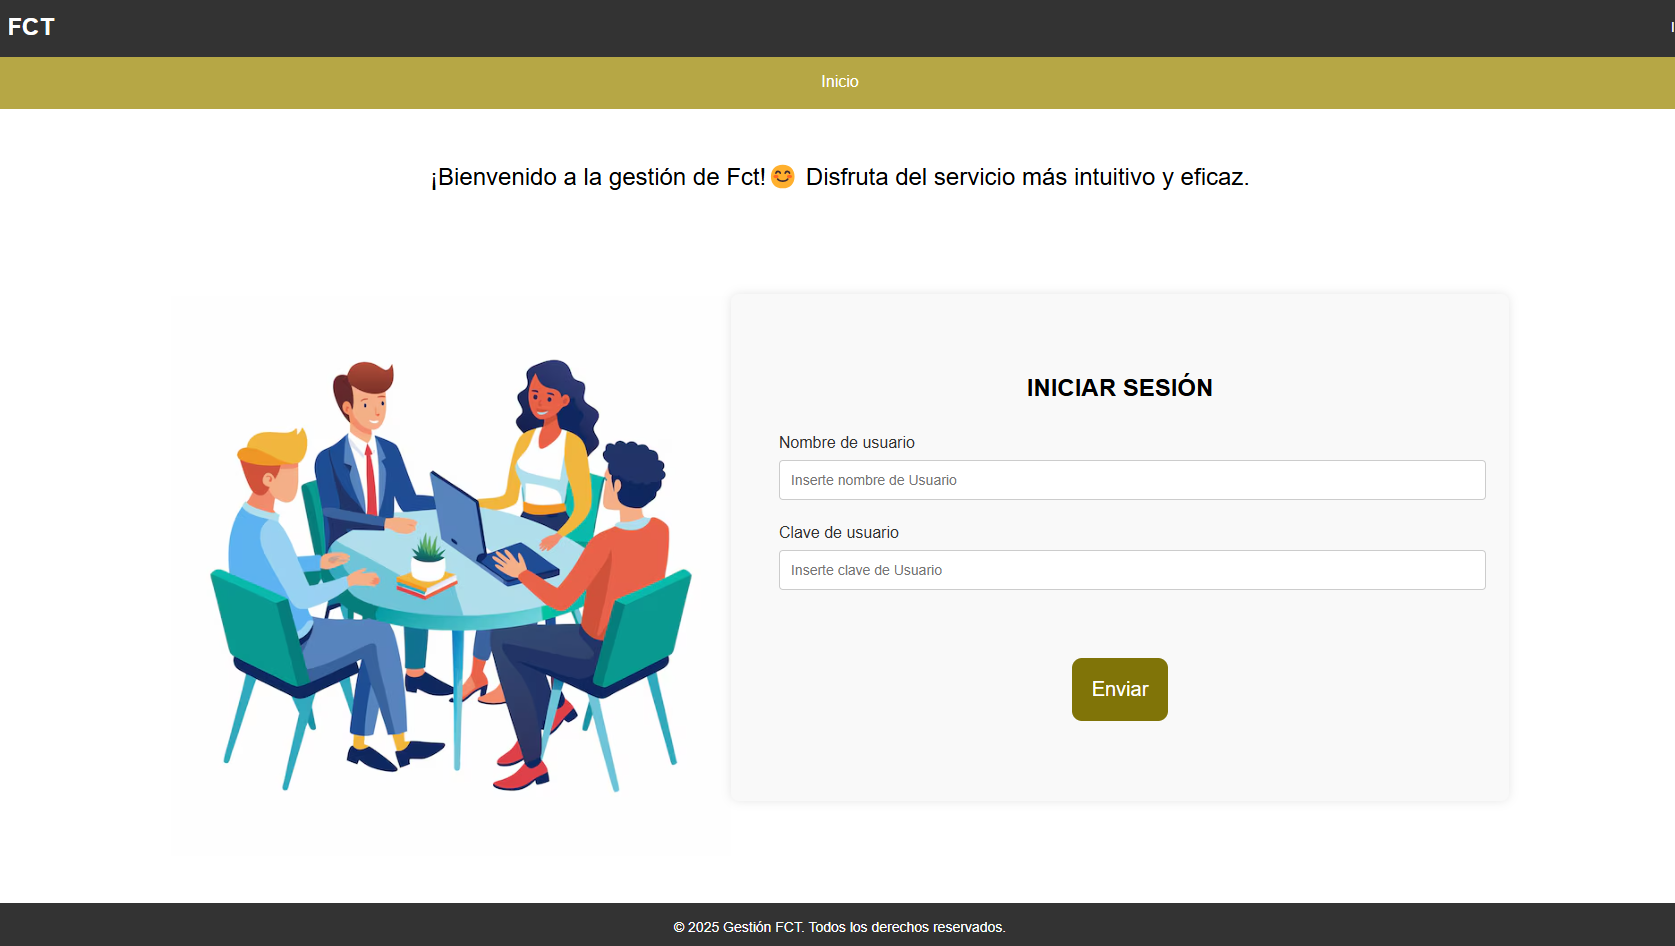 FCT
Inicio
¡Bienvenido a la gestión de Fct!😊 Disfruta del servicio más intuitivo y eficaz.
INICIAR SESIÓN
Nombre de usuario
Inserte nombre de Usuario
Clave de usuario
Inserte clave de Usuario
Enviar
© 2025 Gestión FCT. Todos los derechos reservados.